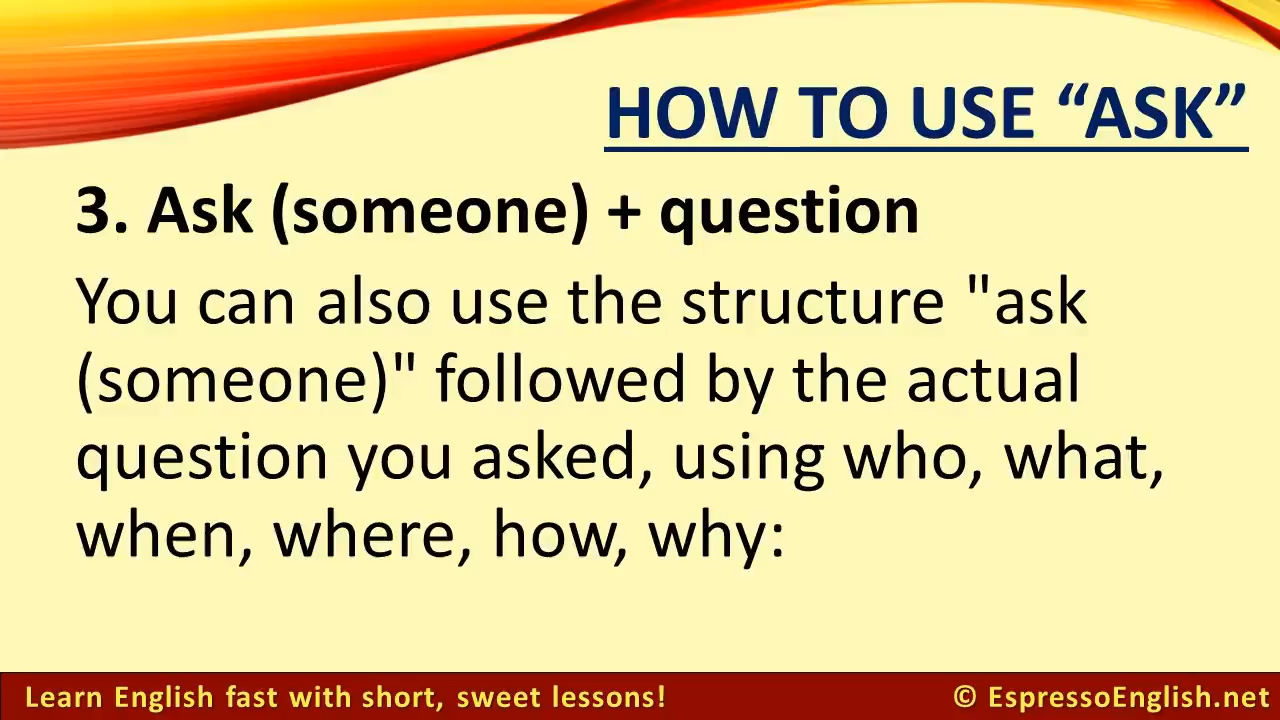 HOW TO USE “ASK”
3. Ask (someone) + question
You can also use the structure "ask
(someone)" followed by the actual
question you asked, using who, what,
when, where, how, why:
Learn English fast with short, sweet lessons!
© EspressoEnglish.net